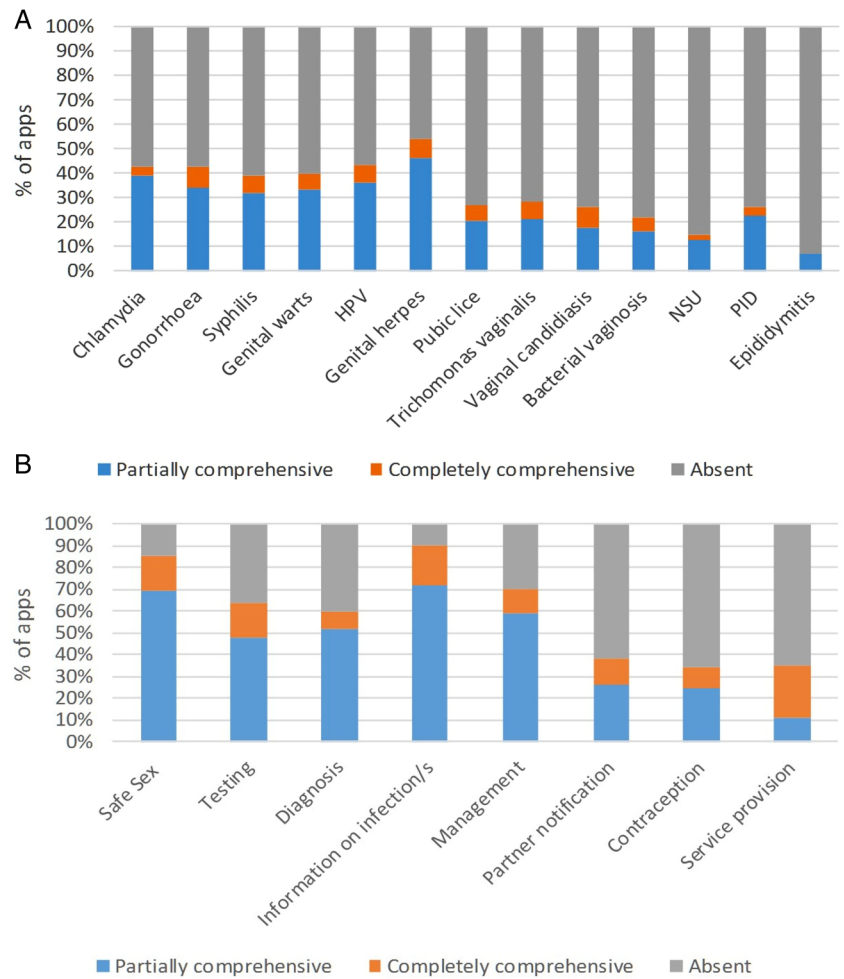 A
100%
90%
80%
70%
60%
50%
40%
30%
20%
10%
0%
% of apps
Chlamydia
Gonorrhoea
Syphilis
Genital warts
HPV
Genital herpes
Pubic lice
Trichomonas vaginalis
Vaginal candidiasis
Bacterial vaginosis
NSU
PID
Epididymitis
Partially comprehensive Completely comprehensive Absent
B
100%
90%
80%
70%
60%
50%
40%
30%
20%
10%
0%
% of apps
Safe Sex
Testing
Diagnosis
Information on infection/s
Management
Partner notification
Contraception
Service provision
Partially comprehensive Completely comprehensive Absent